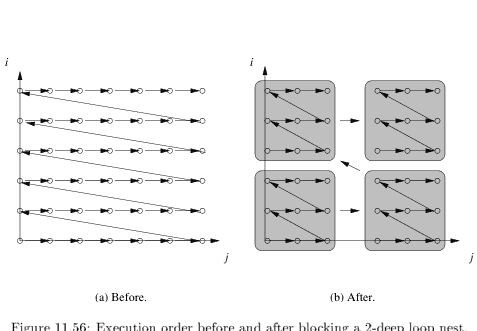 i
i
j
j
(a) Before.
(b) After.
Figure 11.56: Execution order before and after blocking a 2-deep loop nest.